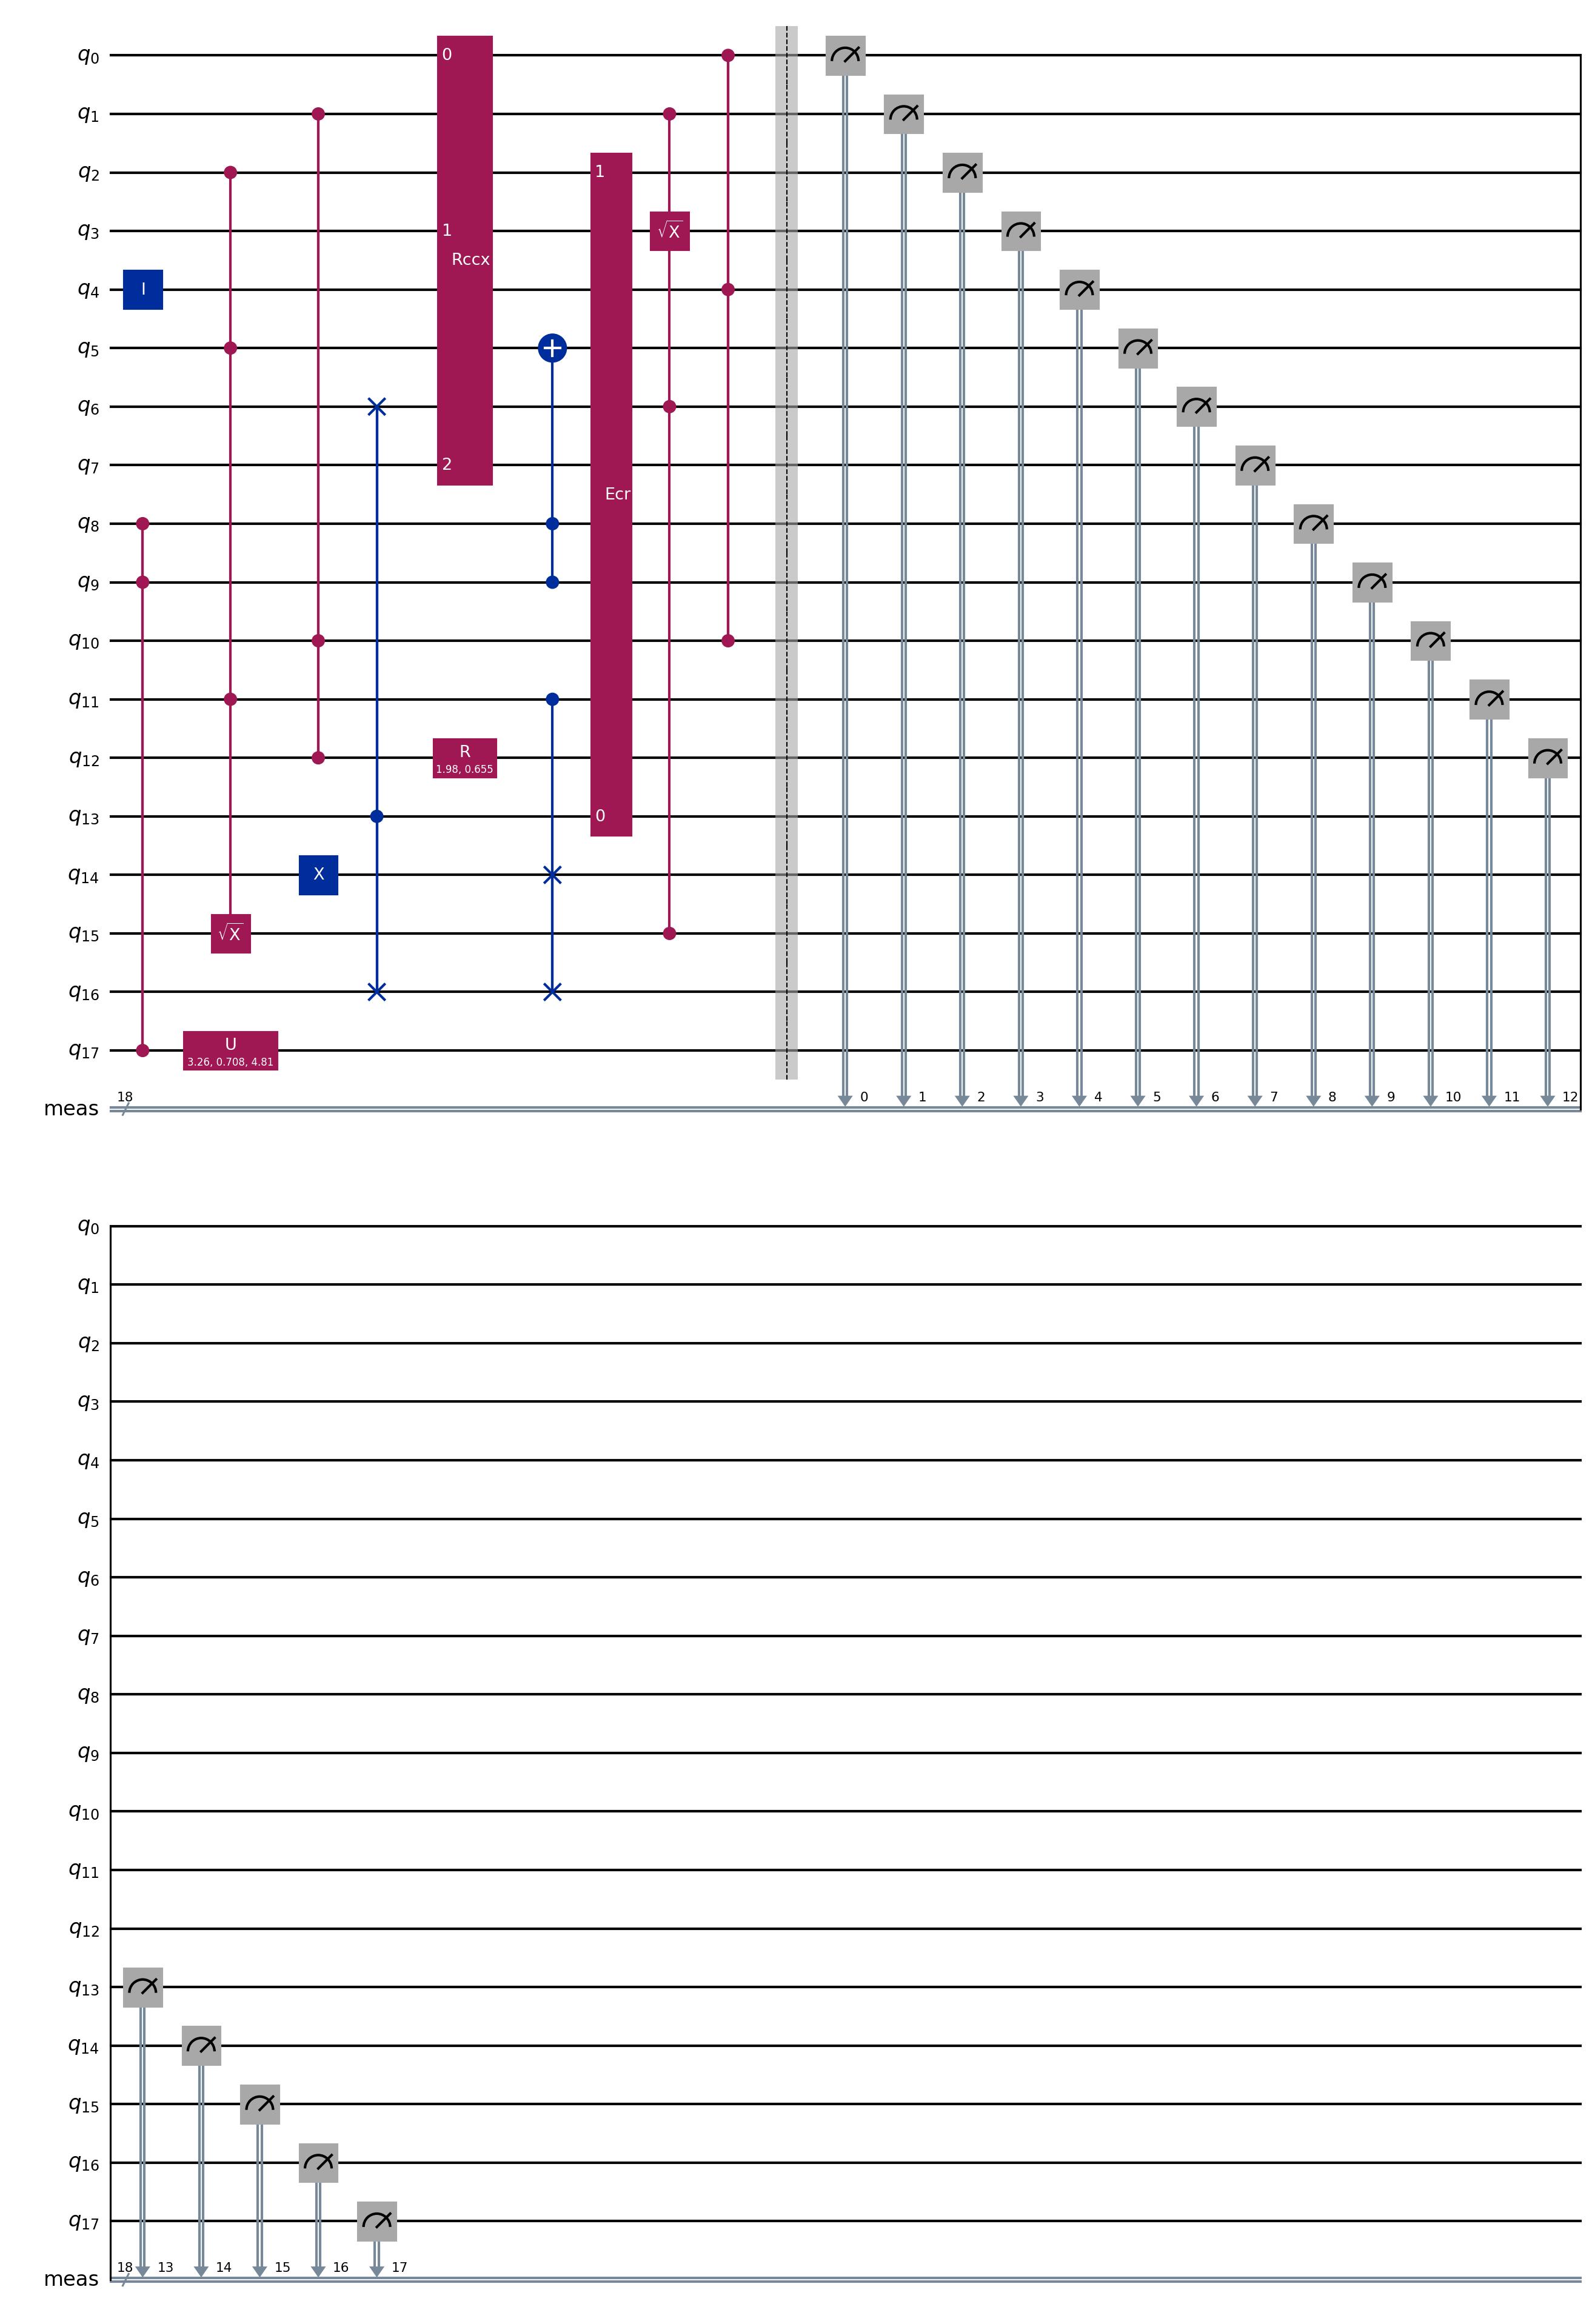 q0 0
q1
q2 1
q3 1 √X
Rccx
q4 I
q5
q6
q7 2
Ecr
q8
q9
q10
q11
q12 R
1.98, 0.655
q13 0
q14 X
q15 √X
q16
q17 U
3.26, 0.708, 4.81
18 0 1 2 3 4 5 6 7 8 9 10 11 12
meas
q0
q1
q2
q3
q4
q5
q6
q7
q8
q9
q10
q11
q12
q13
q14
q15
q16
q17
18 13 14 15 16 17
meas